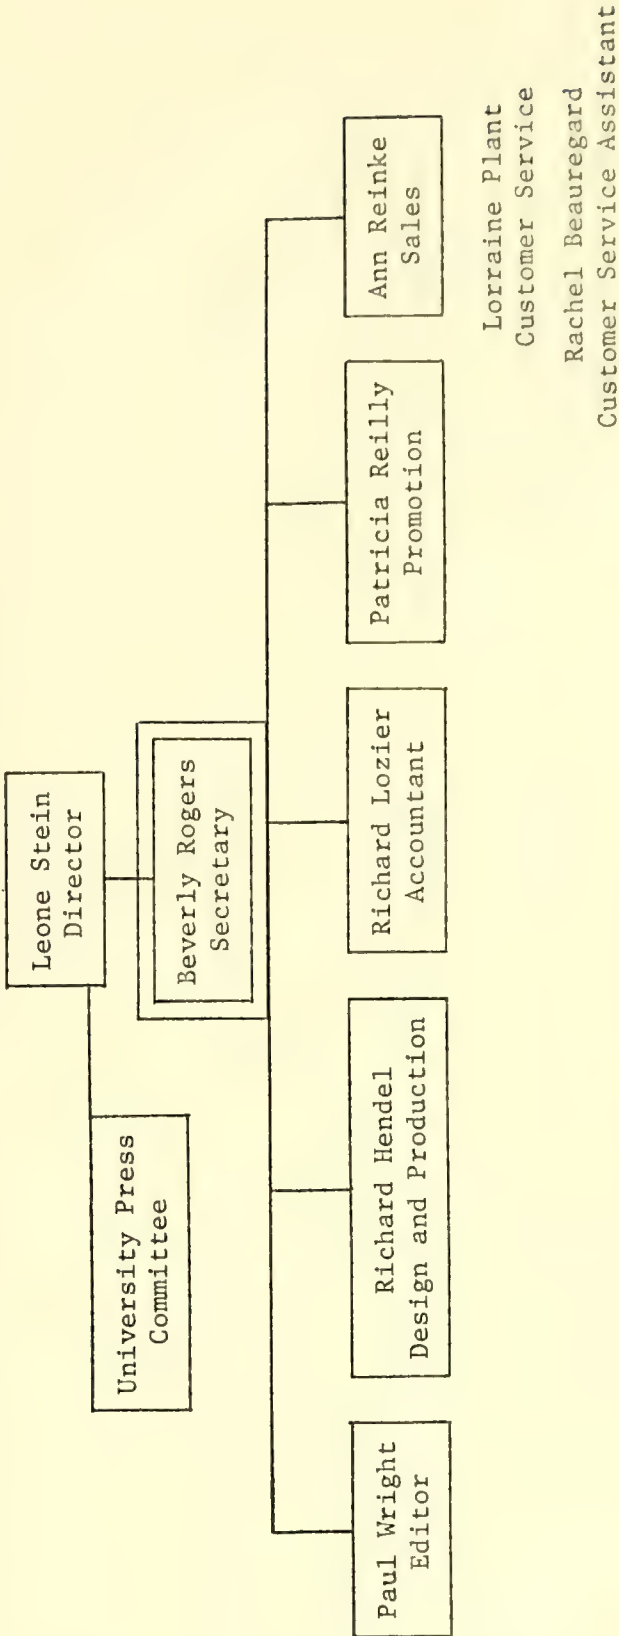 Leone Stein
Director
University Press
Committee
Beverly Rogers
Secretary
Paul Wright
Editor
Richard Hendel
Design and Production
Richard Lozier
Accountant
Patricia Reilly
Promotion
Ann Reinke
Sales
Lorraine Plant
Customer Service
Rachel Beauregard
Customer Service Assistant